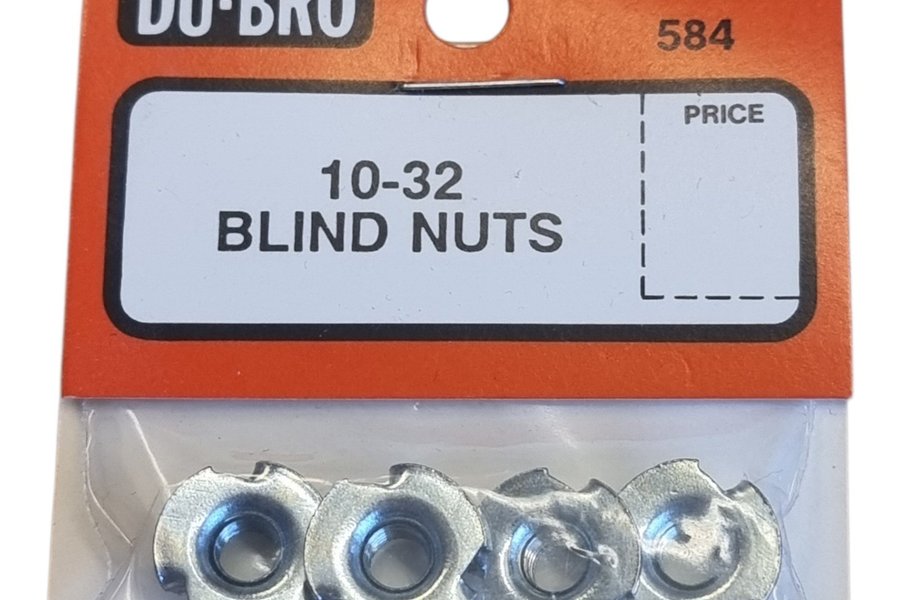 DU-BRO
584
PRICE
10-32
BLIND NUTS